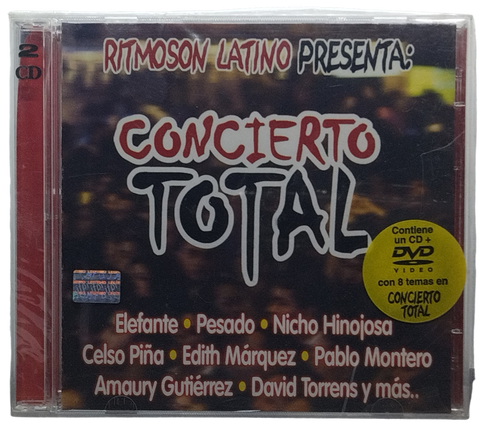 2
CD
RITMOSON LATINO PRESENTA:
CONCIERTO
TOTAL
Contiene
un CD +
DVD
VIDEO
con 8 temas en
CONCIERTO
TOTAL
Elefante • Pesado • Nicho Hinojosa
Celso Piña • Edith Márquez • Pablo Montero
Amaury Gutiérrez • David Torrens y más..